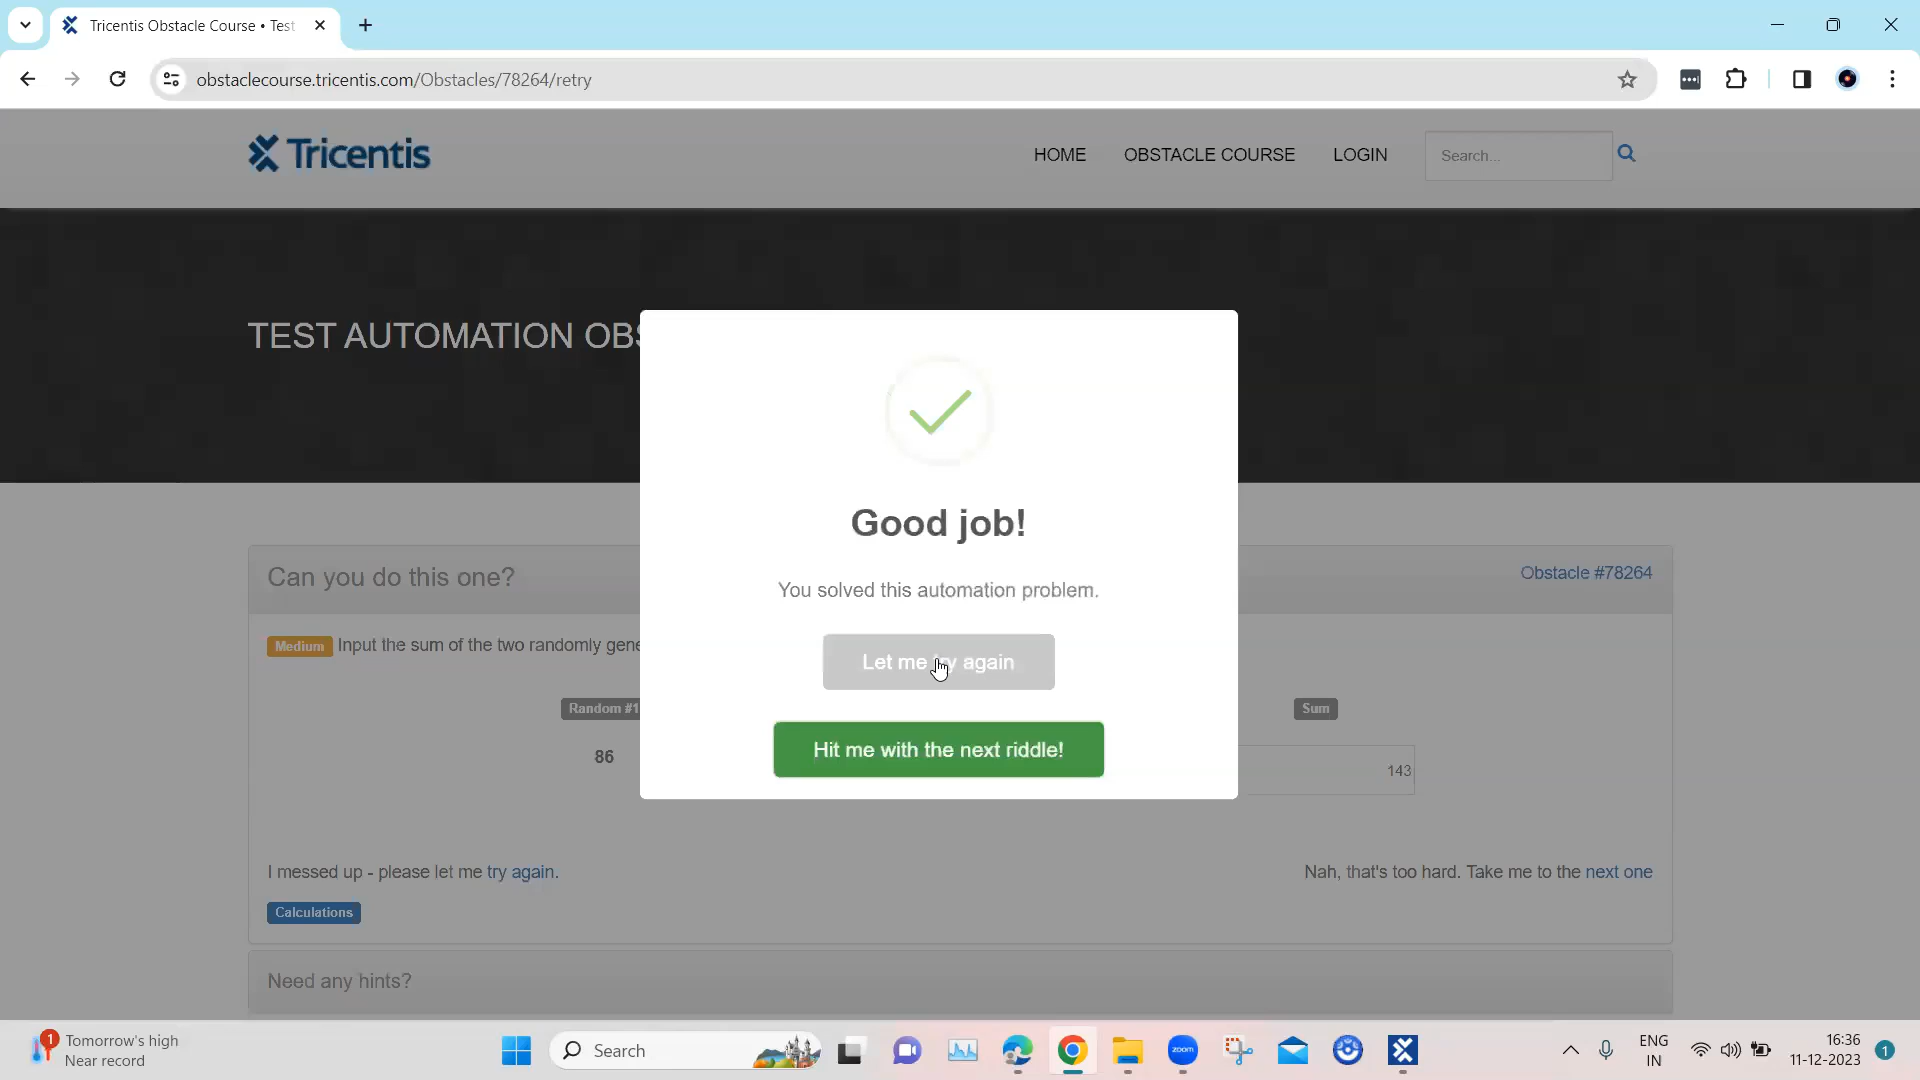 Tricentis Obstacle Course • Test
obstaclecourse.tricentis.com/Obstacles/78264/retry
Tricentis
HOME
OBSTACLE COURSE
LOGIN
Search...
TEST AUTOMATION OBS
Good job!
You solved this automation problem.
Let me try again
Hit me with the next riddle!
Can you do this one?
Obstacle #78264
Medium Input the sum of the two randomly gene
Random #1
Sum
86
143
I messed up - please let me try again.
Nah, that's too hard. Take me to the next one
Calculations
Need any hints?
1
Tomorrow's high
Near record
Search
zoom
ENG
IN
16:36
11-12-2023
1